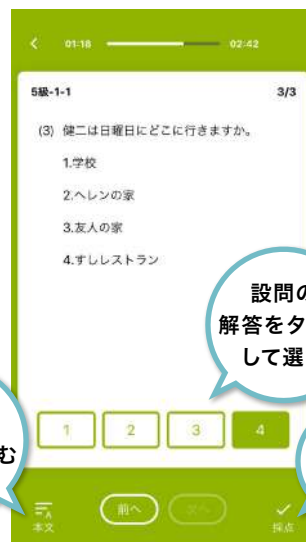 01:18 02:42
5級-1-1 3/3
(3) 健二は日曜日にどこに行きますか。
1.学校
2.ヘレンの家
3.友人の家
4.すしレストラン
設問の
解答をタ
して選
1 2 3 4
む
本文 前へ 次へ 採点